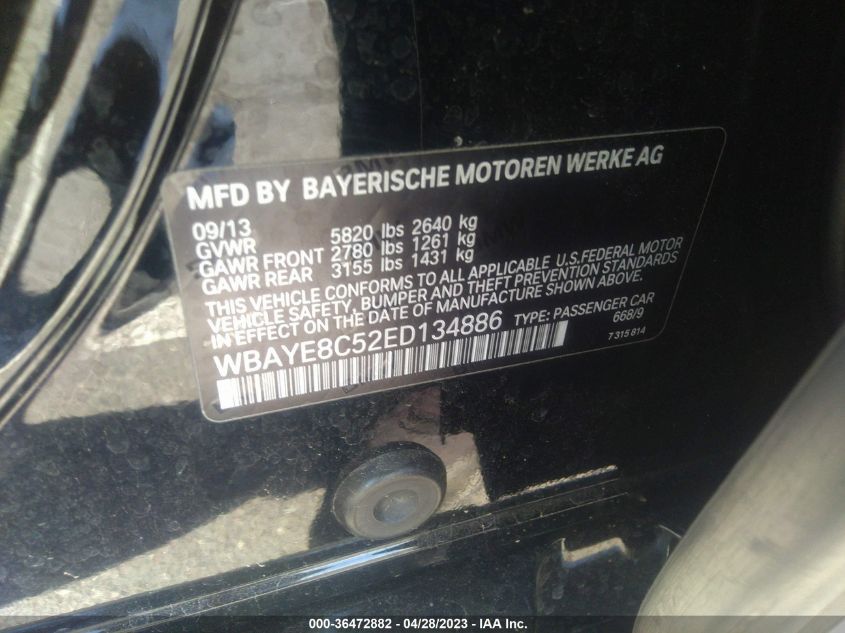 MFD BY BAYERISCHE MOTOREN WERKE AG
09/13
GVWR 5820 lbs 2640 kg
GAWR FRONT 2780 lbs 1261 kg
GAWR REAR 3155 lbs 1431 kg
THIS VEHICLE CONFORMS TO ALL APPLICABLE U.S.FEDERAL MOTOR
VEHICLE SAFETY, BUMPER AND THEFT PREVENTION STANDARDS
IN EFFECT ON THE DATE OF MANUFACTURE SHOWN ABOVE.
WBAYE8C52ED134886 TYPE: PASSENGER CAR
668/9
7 315 814
000-36472882 - 04/28/2023 - IAA Inc.